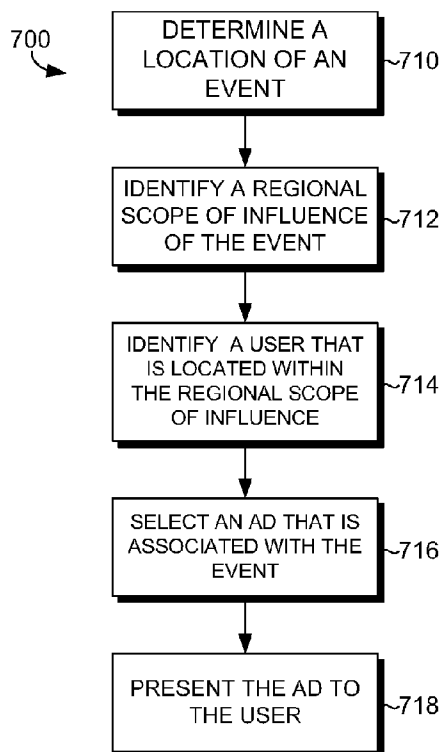 700
DETERMINE A
LOCATION OF AN
EVENT
710
IDENTIFY A REGIONAL
SCOPE OF INFLUENCE
OF THE EVENT
712
IDENTIFY A USER THAT
IS LOCATED WITHIN
THE REGIONAL SCOPE
OF INFLUENCE
714
SELECT AN AD THAT IS
ASSOCIATED WITH THE
EVENT
716
PRESENT THE AD TO
THE USER
718